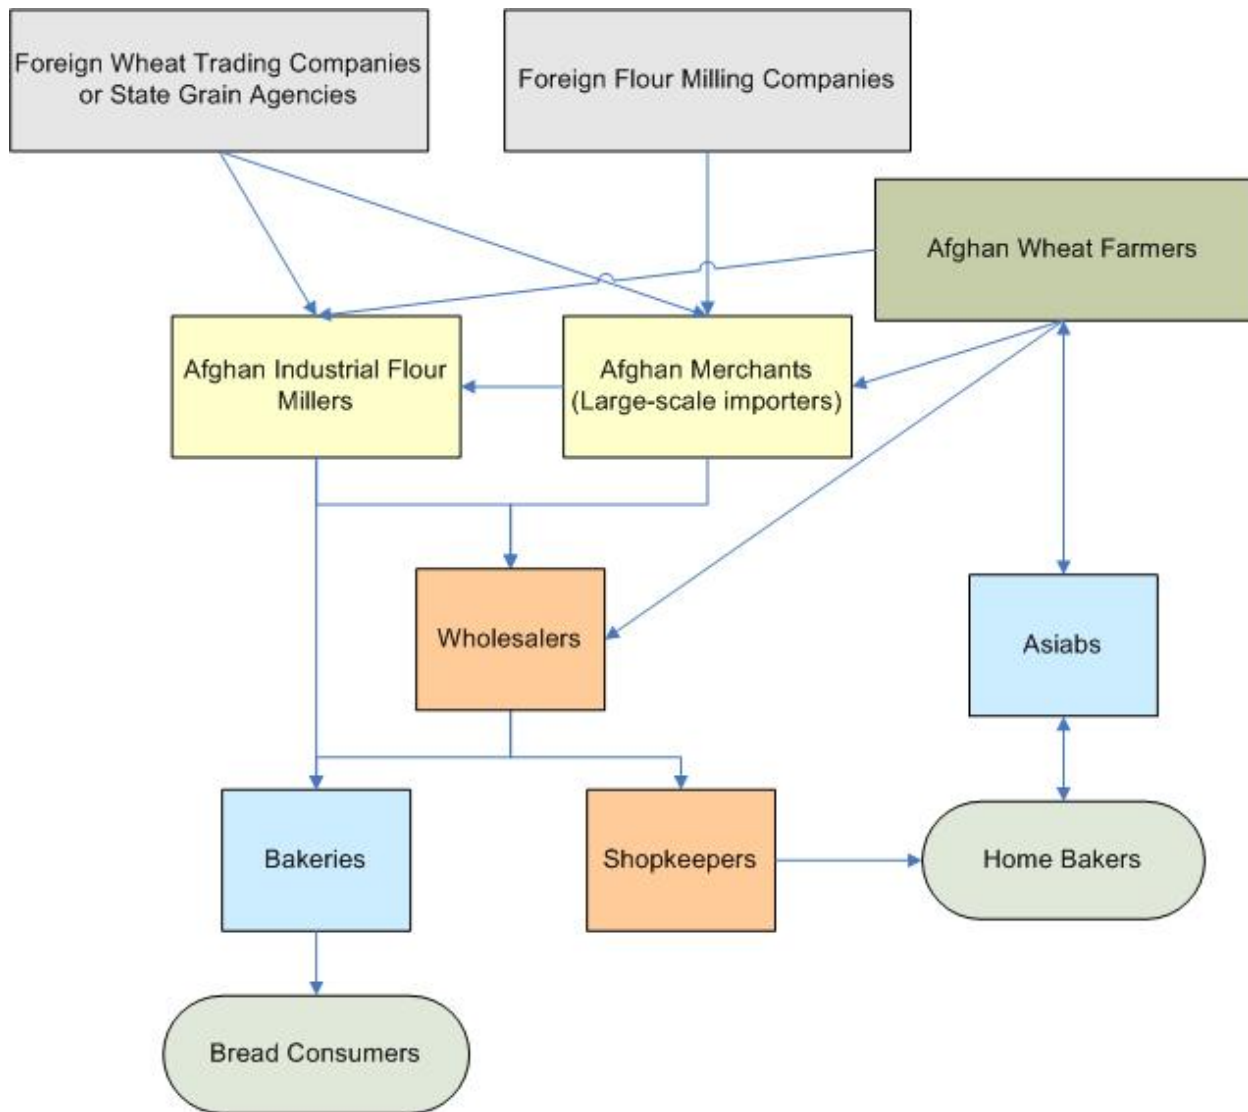 Foreign Wheat Trading Companies
or State Grain Agencies
Foreign Flour Milling Companies
Afghan Wheat Farmers
Afghan Industrial Flour
Millers
Afghan Merchants
(Large-scale importers)
Wholesalers
Asiabs
Bakeries
Shopkeepers
Home Bakers
Bread Consumers